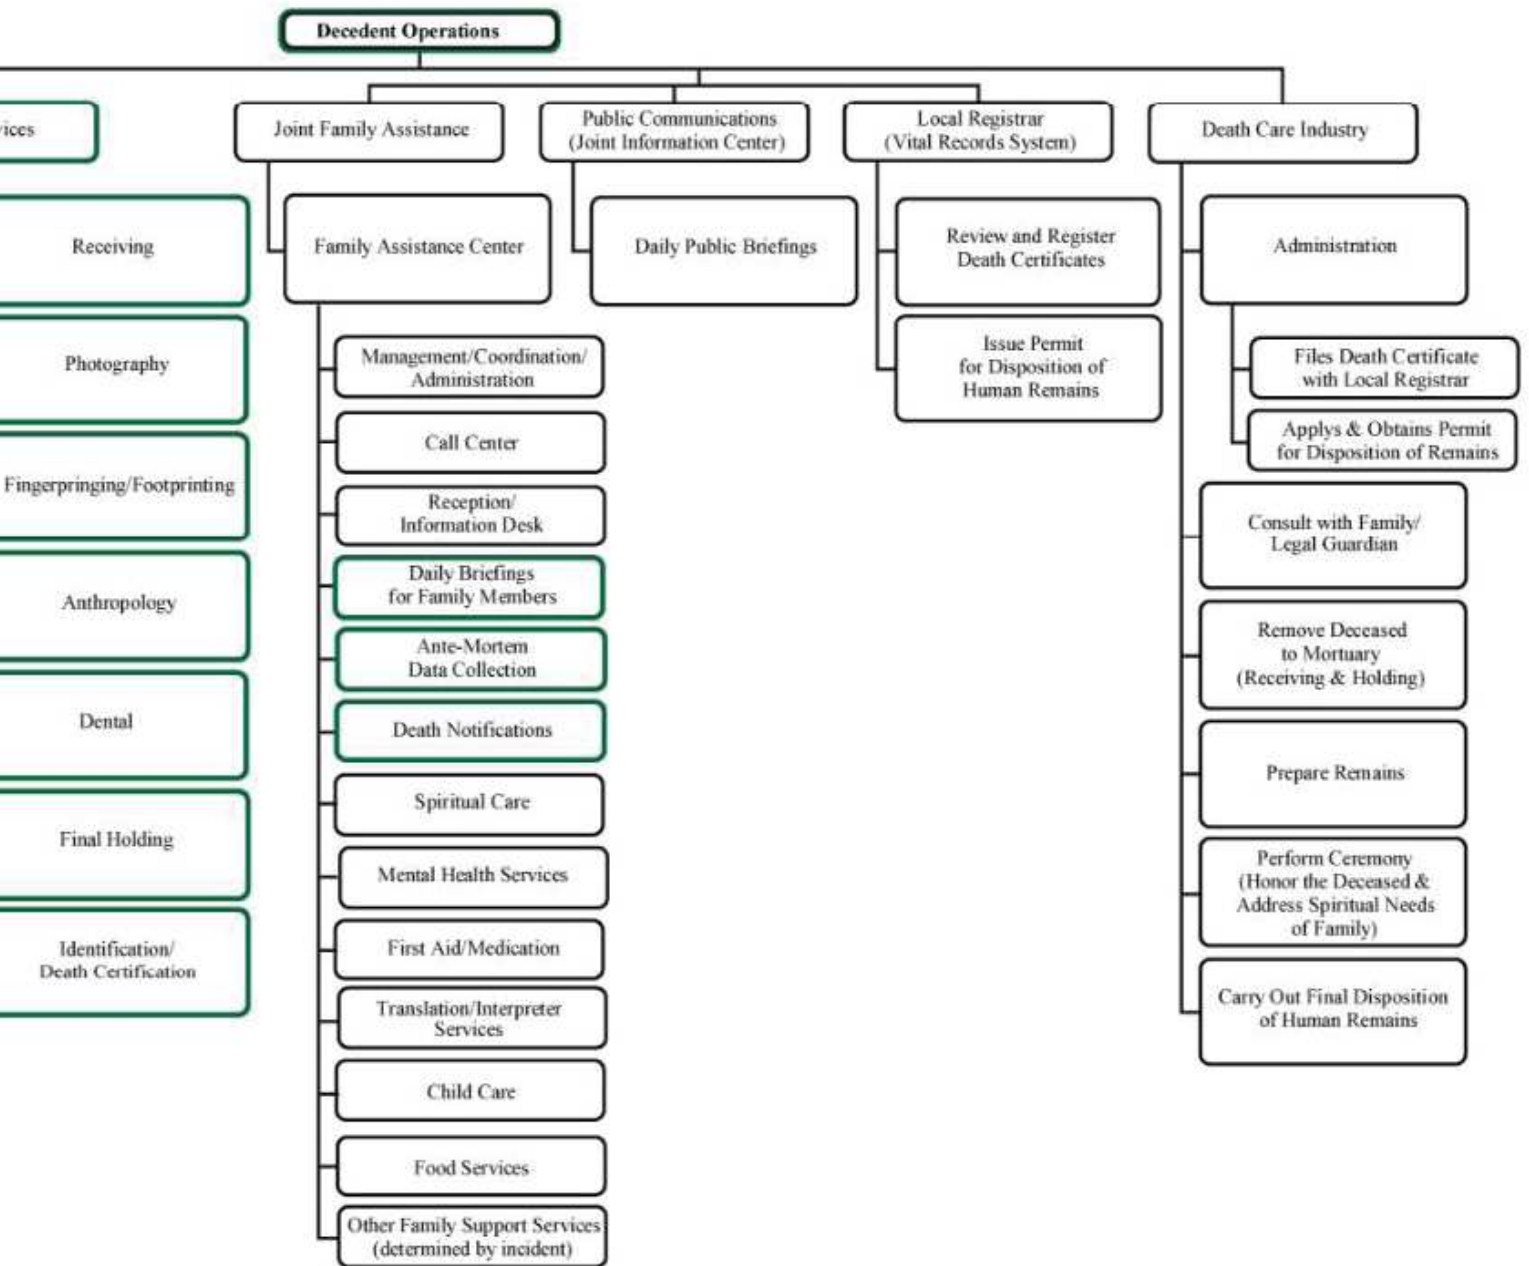 Decedent Operations
Joint Family Assistance
Public Communications
(Joint Information Center)
Local Registrar
(Vital Records System)
Death Care Industry
Receiving
Photography
Fingerpringing/Footprinting
Anthropology
Dental
Final Holding
Identification/
Death Certification
Family Assistance Center
Management/Coordination/
Administration
Call Center
Reception/
Information Desk
Daily Briefings
for Family Members
Ante-Mortem
Data Collection
Death Notifications
Spiritual Care
Mental Health Services
First Aid/Medication
Translation/Interpreter
Services
Child Care
Food Services
Other Family Support Services
(determined by incident)
Daily Public Briefings
Review and Register
Death Certificates
Issue Permit
for Disposition of
Human Remains
Administration
Files Death Certificate
with Local Registrar
Applys & Obtains Permit
for Disposition of Remains
Consult with Family/
Legal Guardian
Remove Deceased
to Mortuary
(Receiving & Holding)
Prepare Remains
Perform Ceremony
(Honor the Deceased &
Address Spiritual Needs
of Family)
Carry Out Final Disposition
of Human Remains